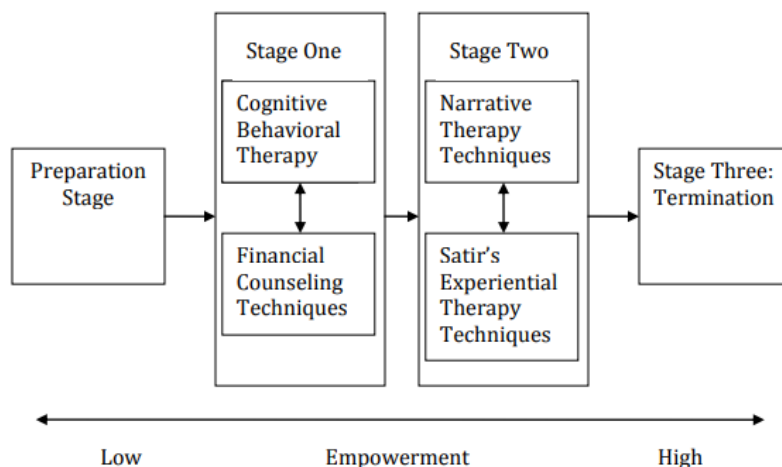 Preparation
Stage
Stage One
Cognitive
Behavioral
Therapy
Financial
Counseling
Techniques
Stage Two
Narrative
Therapy
Techniques
Satir's
Experiential
Therapy
Techniques
Stage Three:
Termination
Low Empowerment High